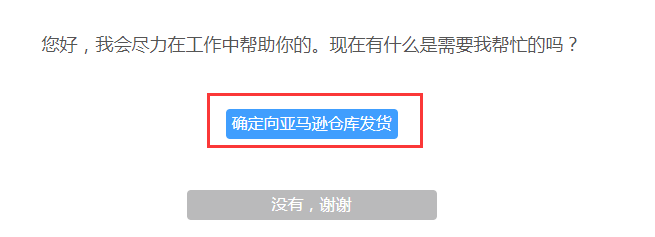 您好，我会尽力在工作中帮助你的。现在有什么是需要我帮忙的吗？
确定向亚马逊仓库发货
没有，谢谢